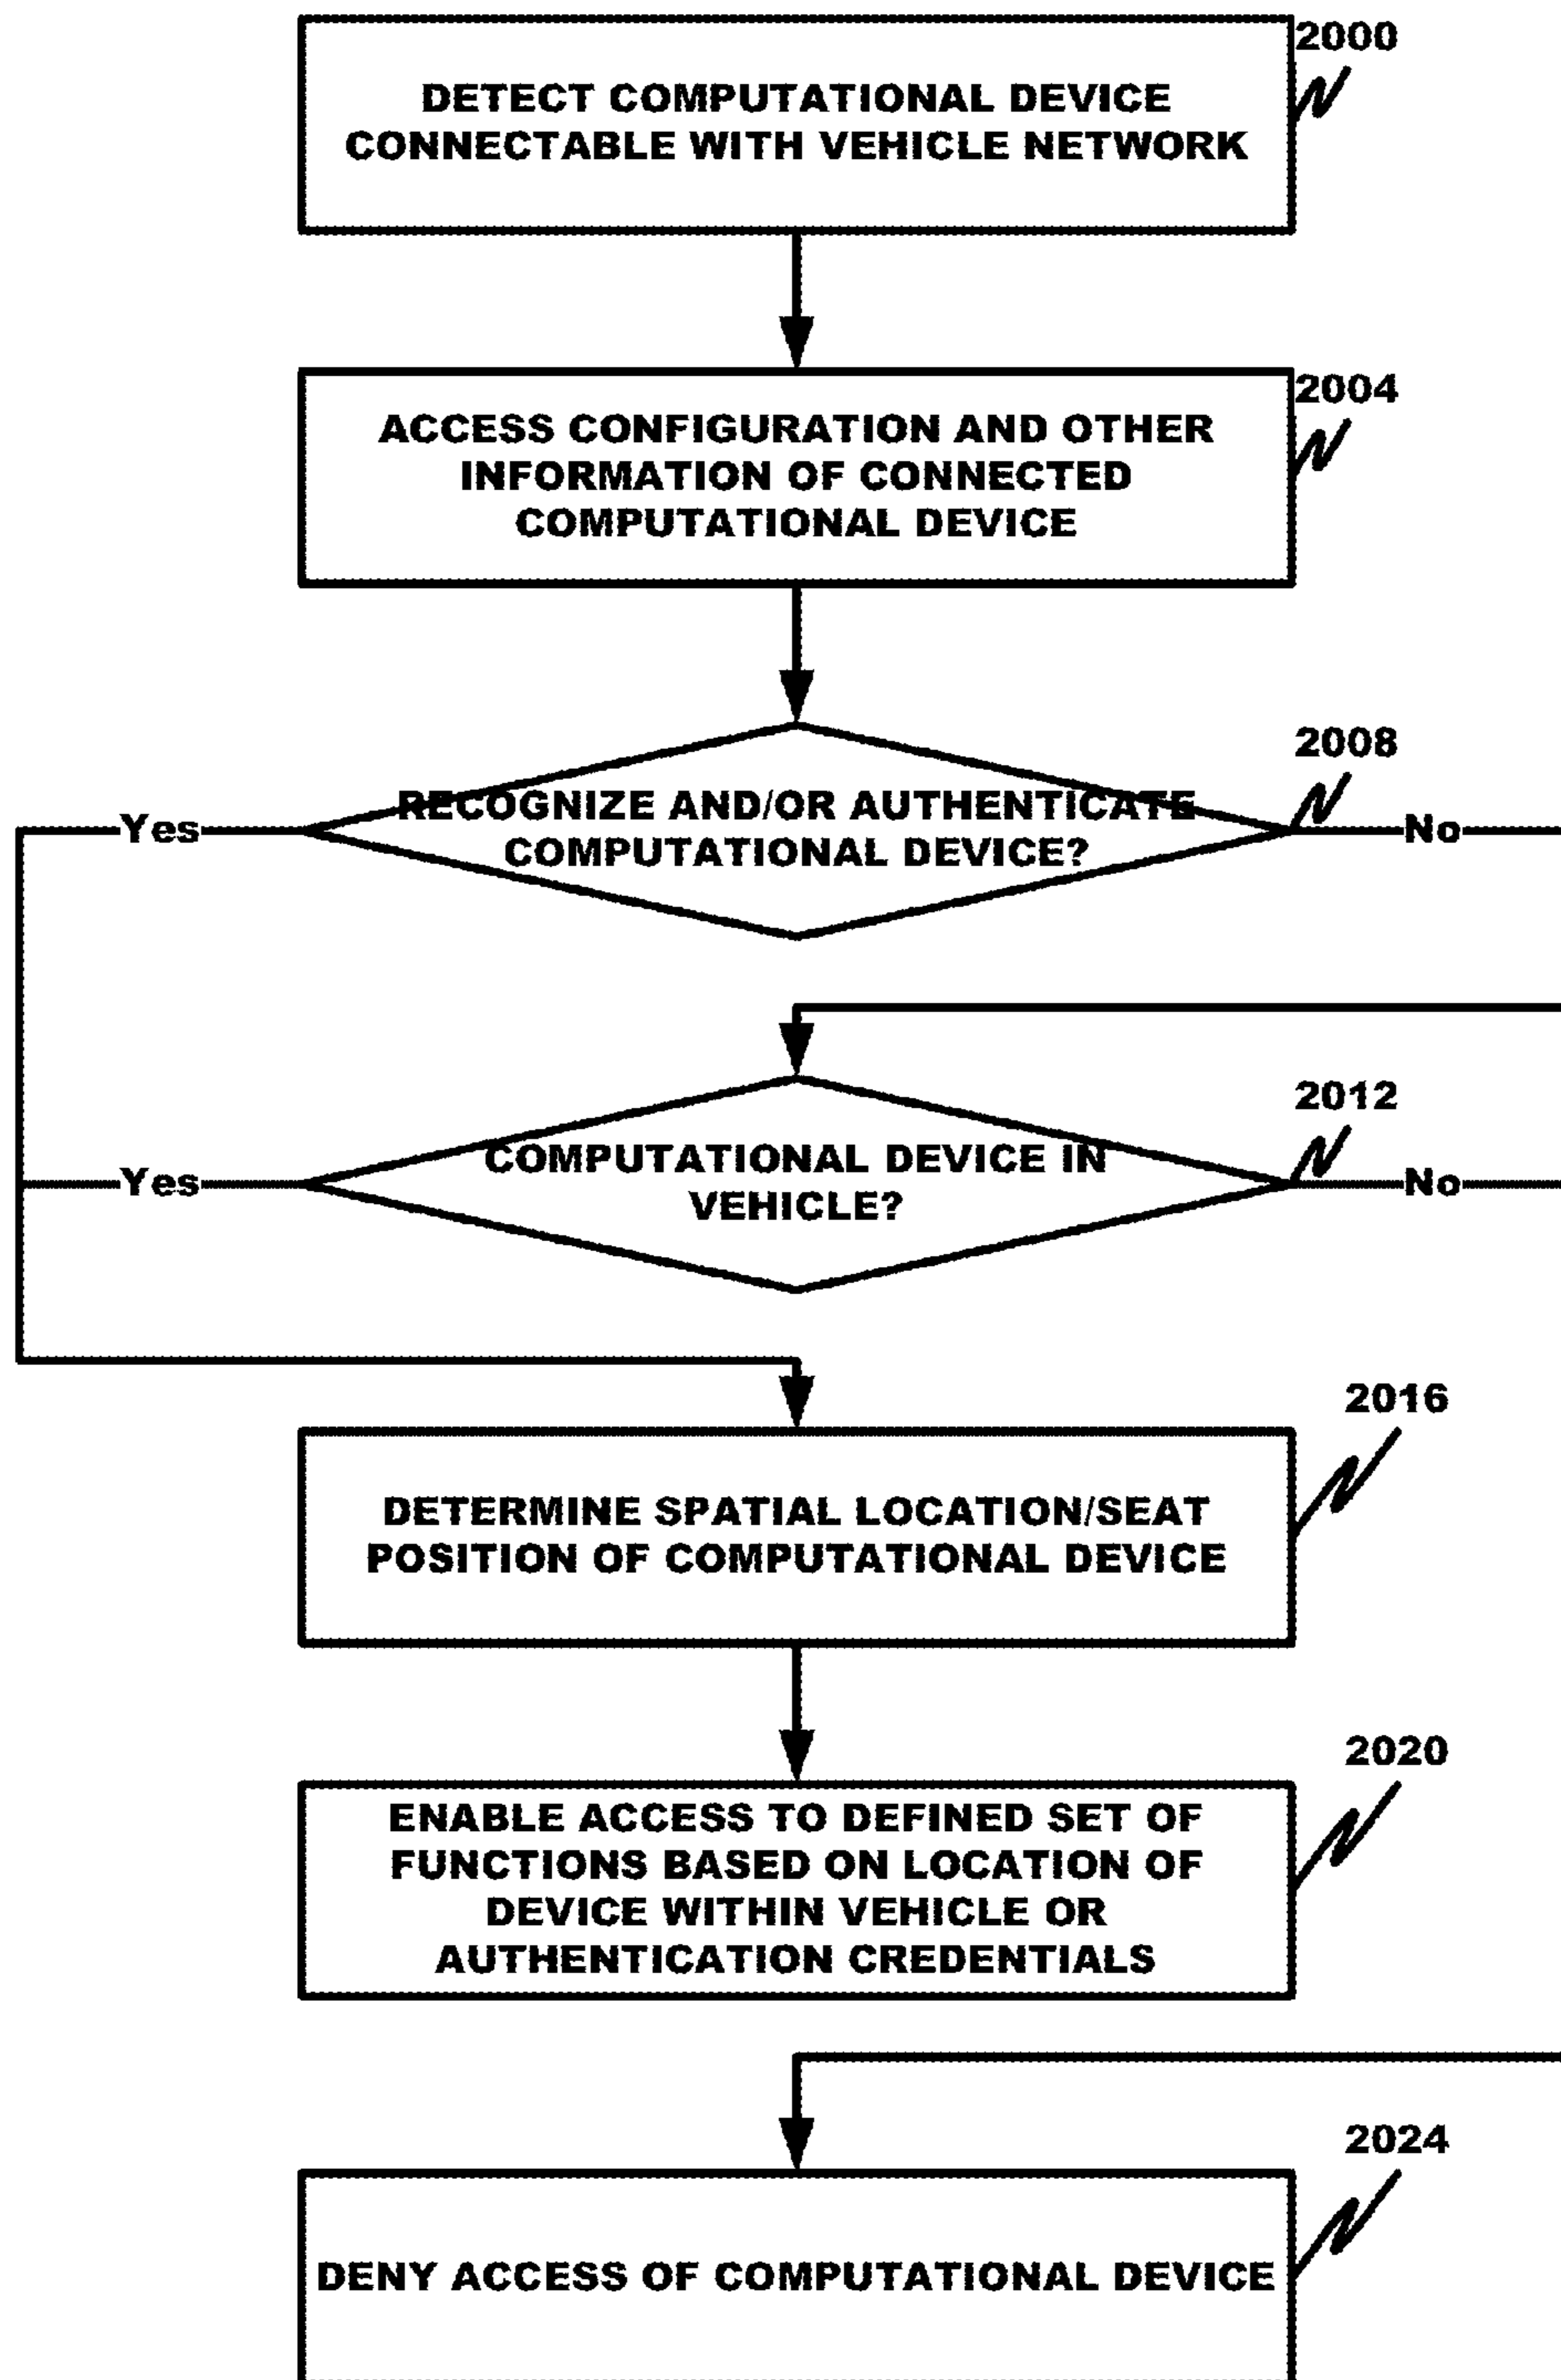 2000
DETECT COMPUTATIONAL DEVICE
CONNECTABLE WITH VEHICLE NETWORK
2004
ACCESS CONFIGURATION AND OTHER
INFORMATION OF CONNECTED
COMPUTATIONAL DEVICE
2008
Yes
RECOGNIZE AND/OR AUTHENTICATE
COMPUTATIONAL DEVICE?
No
2012
Yes
COMPUTATIONAL DEVICE IN
VEHICLE?
No
2016
DETERMINE SPATIAL LOCATION/SEAT
POSITION OF COMPUTATIONAL DEVICE
2020
ENABLE ACCESS TO DEFINED SET OF
FUNCTIONS BASED ON LOCATION OF
DEVICE WITHIN VEHICLE OR
AUTHENTICATION CREDENTIALS
2024
DENY ACCESS OF COMPUTATIONAL DEVICE